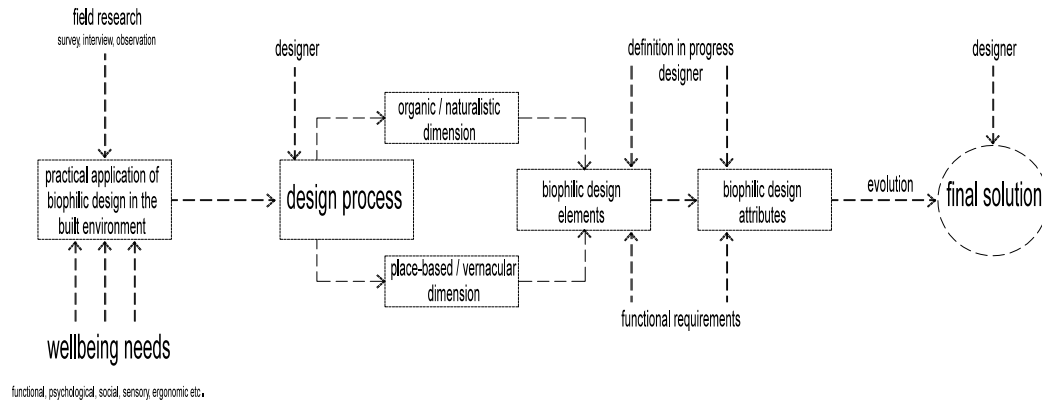 field research
survey, interview, observation
practical application of
biophilic design in the
built environment
wellbeing needs
functional, psychological, social, sensory, ergonomic etc.
designer
design process
organic / naturalistic
dimension
place-based / vernacular
dimension
definition in progress
designer
biophilic design
elements
biophilic design
attributes
functional requirements
evolution
designer
final solution